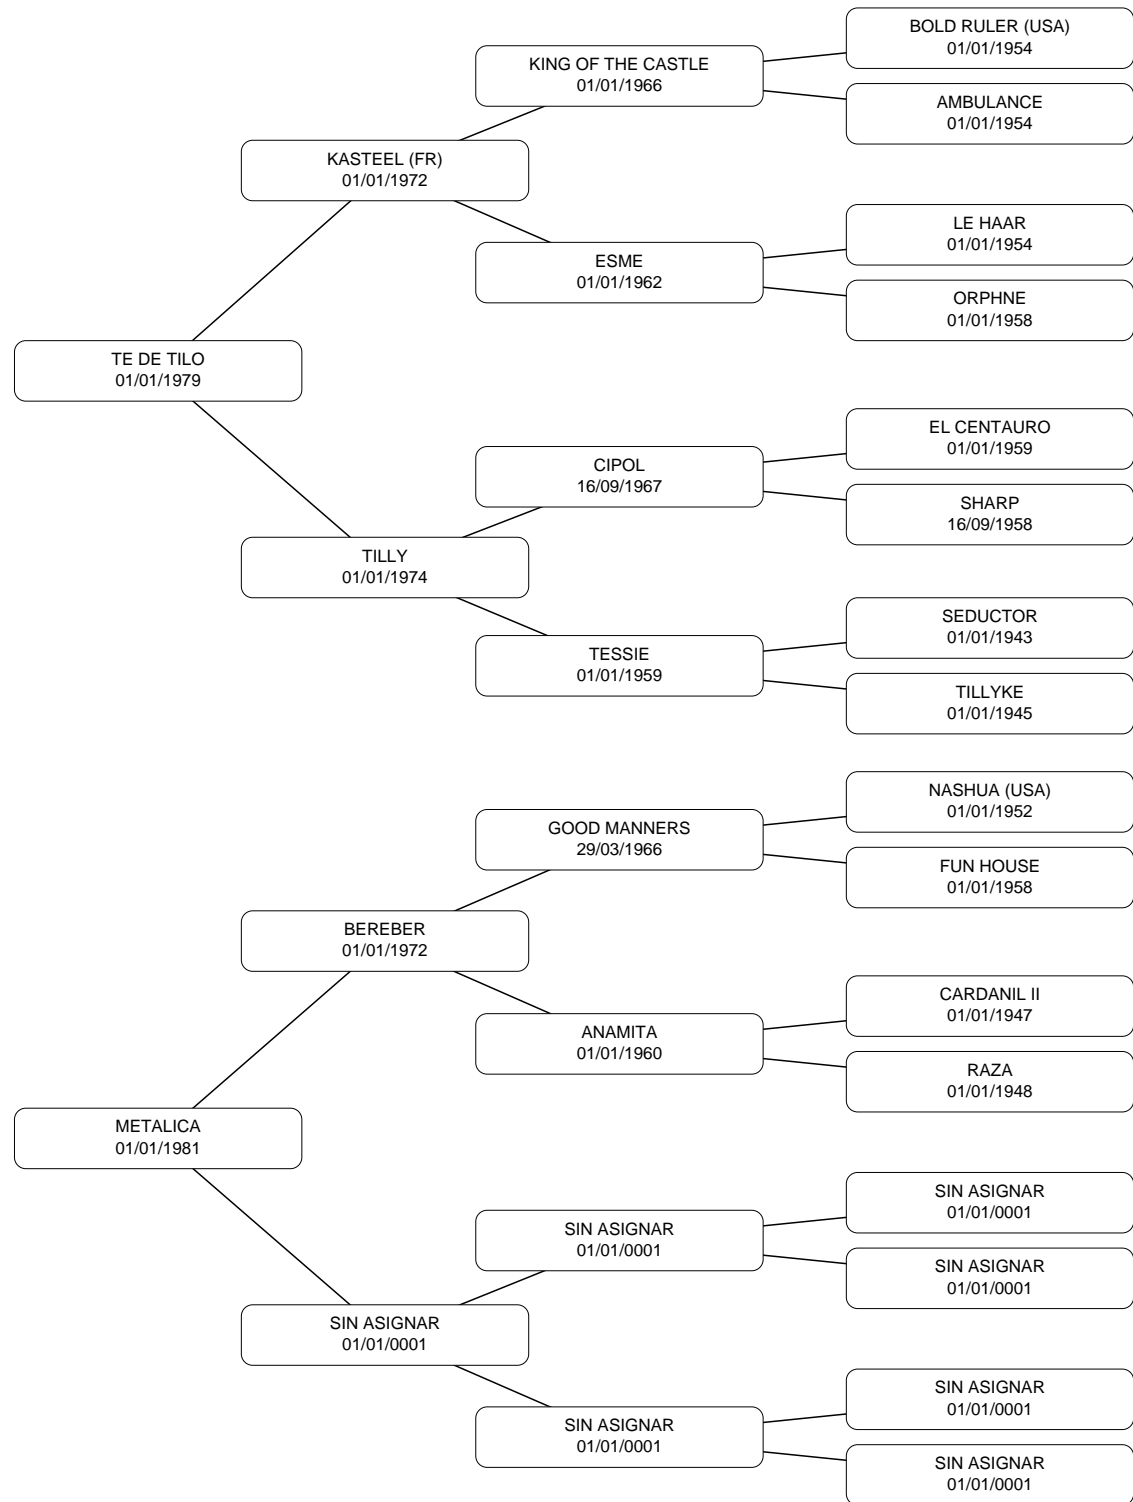 BOLD RULER (USA)
01/01/1954
KING OF THE CASTLE
01/01/1966
AMBULANCE
01/01/1954
KASTEEL (FR)
01/01/1972
LE HAAR
01/01/1954
ESME
01/01/1962
ORPHNE
01/01/1958
TE DE TILO
01/01/1979
EL CENTAURO
01/01/1959
CIPOL
16/09/1967
SHARP
16/09/1958
TILLY
01/01/1974
SEDUCTOR
01/01/1943
TESSIE
01/01/1959
TILLYKE
01/01/1945
NASHUA (USA)
01/01/1952
GOOD MANNERS
29/03/1966
FUN HOUSE
01/01/1958
BEREBER
01/01/1972
CARDANIL II
01/01/1947
ANAMITA
01/01/1960
RAZA
01/01/1948
METALICA
01/01/1981
SIN ASIGNAR
01/01/0001
SIN ASIGNAR
01/01/0001
SIN ASIGNAR
01/01/0001
SIN ASIGNAR
01/01/0001
SIN ASIGNAR
01/01/0001
SIN ASIGNAR
01/01/0001
SIN ASIGNAR
01/01/0001